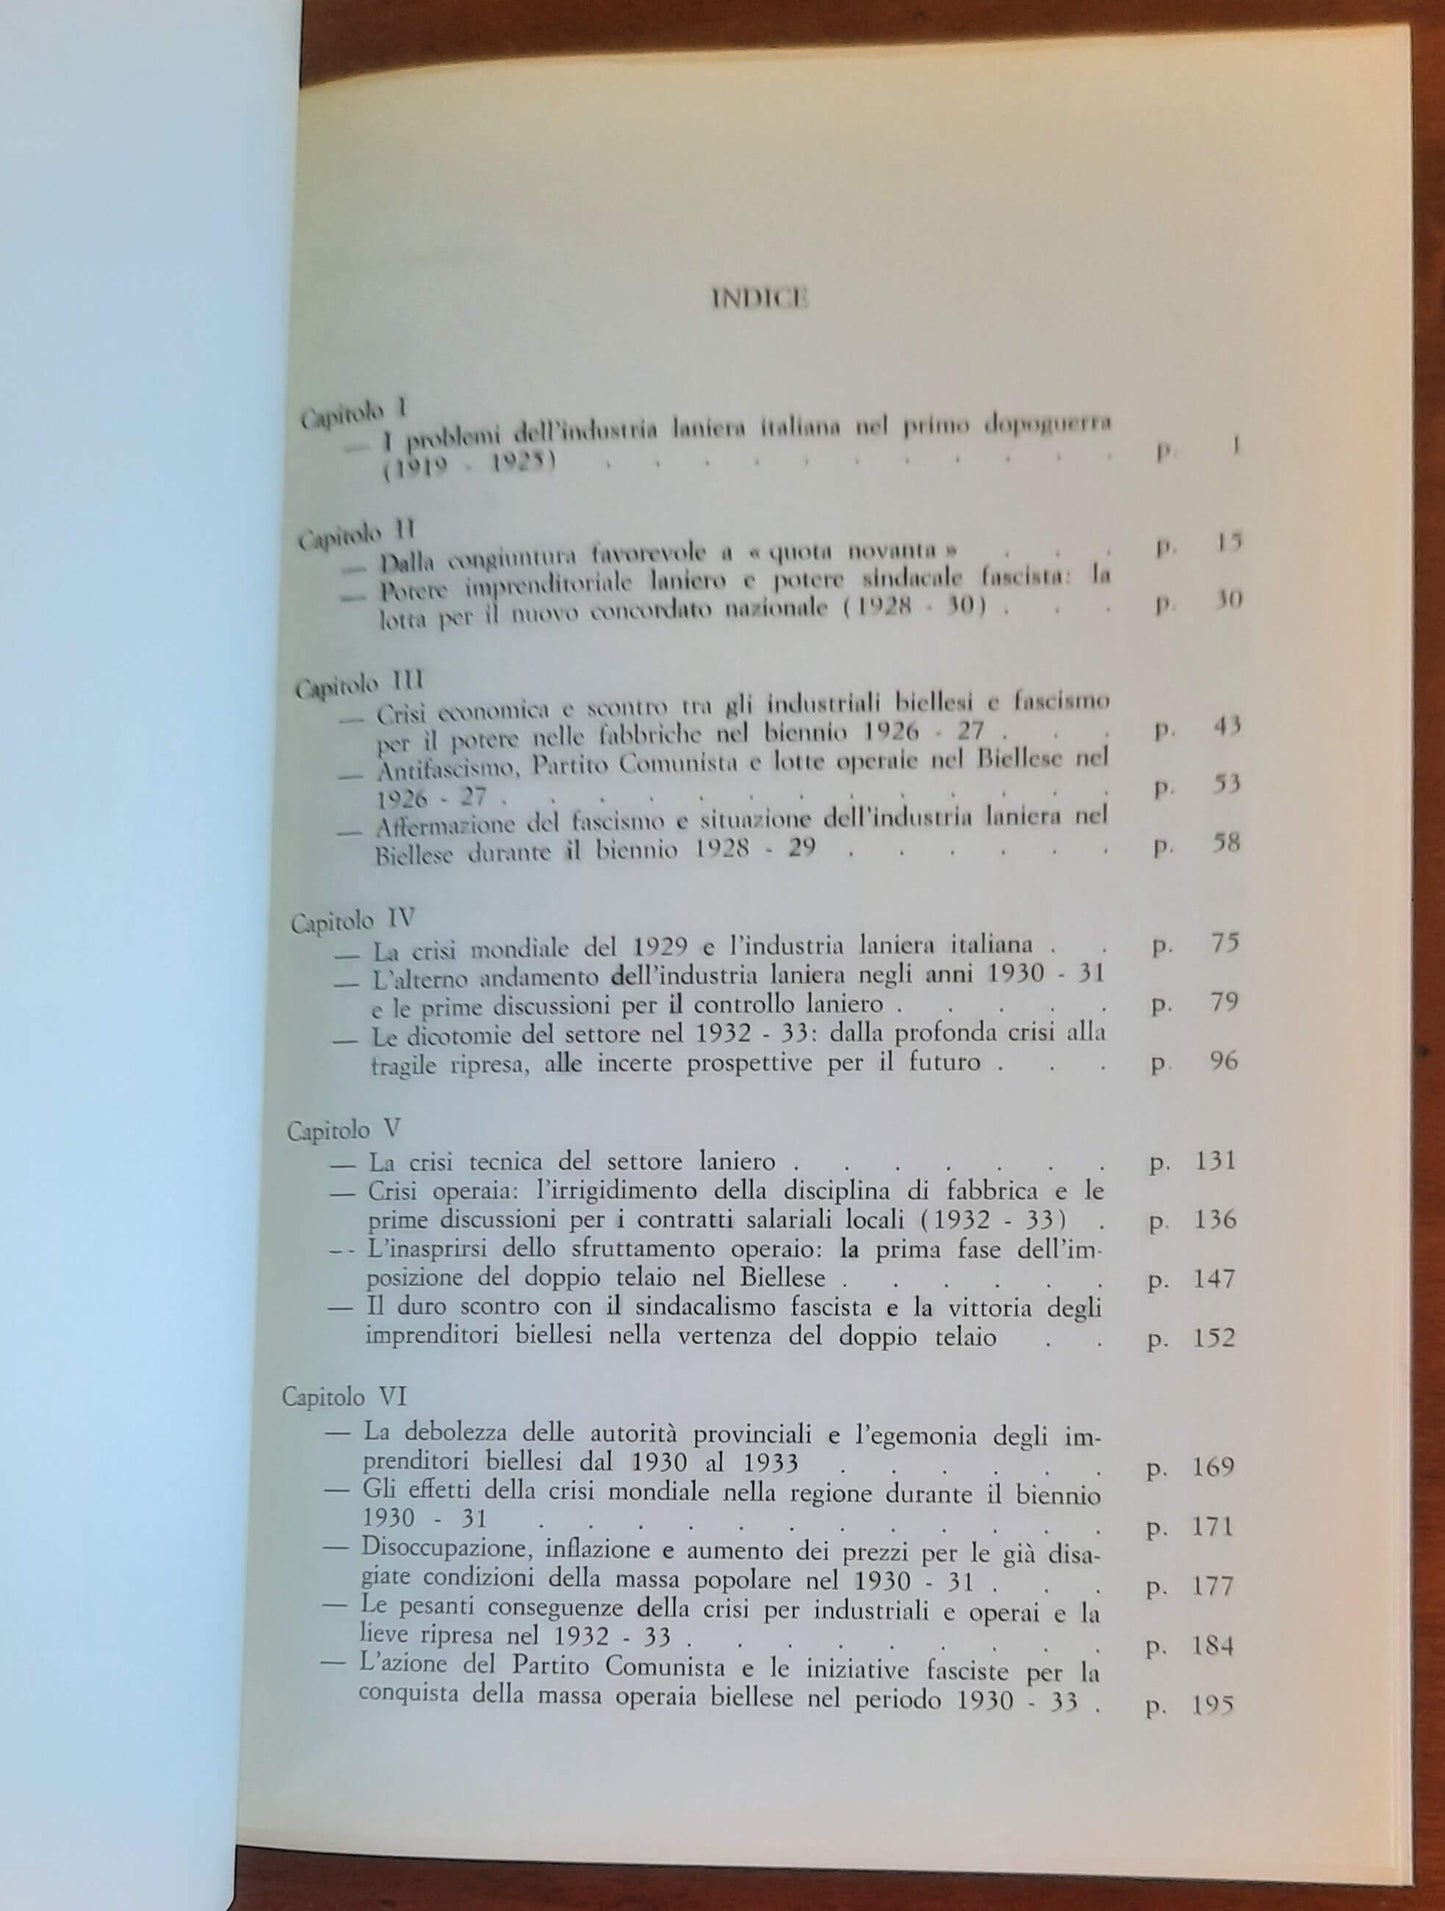 INDICE
Capitolo I
— I problemi dell'industria laniera italiana nel primo dopoguerra
(1919 - 1925) . . . . . . . . . . . p. 1
Capitolo II
— Dalla congiuntura favorevole a « quota novanta » . . . p. 15
— Potere imprenditoriale laniero e potere sindacale fascista: la
lotta per il nuovo concordato nazionale (1928 - 30) . . . p. 30
Capitolo III
— Crisi economica e scontro tra gli industriali biellesi e fascismo
per il potere nelle fabbriche nel biennio 1926 - 27 . . . p. 43
— Antifascismo, Partito Comunista e lotte operaie nel Biellese nel
1926 - 27 . . . . . . . . . . . . . p. 53
— Affermazione del fascismo e situazione dell'industria laniera nel
Biellese durante il biennio 1928 - 29 . . . . . . p. 58
Capitolo IV
— La crisi mondiale del 1929 e l'industria laniera italiana . . p. 75
— L'alterno andamento dell'industria laniera negli anni 1930 - 31
e le prime discussioni per il controllo laniero . . . . . p. 79
— Le dicotomie del settore nel 1932 - 33: dalla profonda crisi alla
fragile ripresa, alle incerte prospettive per il futuro . . . p. 96
Capitolo V
— La crisi tecnica del settore laniero . . . . . . . p. 131
— Crisi operaia: l'irrigidimento della disciplina di fabbrica e le
prime discussioni per i contratti salariali locali (1932 - 33) . p. 136
-- L'inasprirsi dello sfruttamento operaio: la prima fase dell'im-
posizione del doppio telaio nel Biellese . . . . . . p. 147
— Il duro scontro con il sindacalismo fascista e la vittoria degli
imprenditori biellesi nella vertenza del doppio telaio . . p. 152
Capitolo VI
— La debolezza delle autorità provinciali e l'egemonia degli im-
prenditori biellesi dal 1930 al 1933 . . . . . . p. 169
— Gli effetti della crisi mondiale nella regione durante il biennio
1930 - 31 . . . . . . . . . . . . p. 171
— Disoccupazione, inflazione e aumento dei prezzi per le già disa-
giate condizioni della massa popolare nel 1930 - 31 . . . p. 177
— Le pesanti conseguenze della crisi per industriali e operai e la
lieve ripresa nel 1932 - 33 . . . . . . . . . p. 184
— L'azione del Partito Comunista e le iniziative fasciste per la
conquista della massa operaia biellese nel periodo 1930 - 33 . p. 195